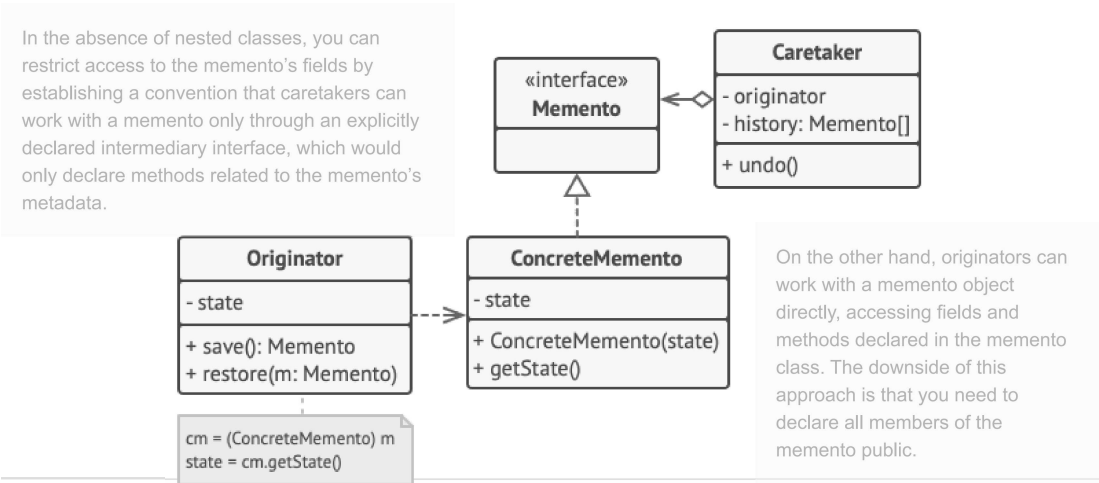 In the absence of nested classes, you can
restrict access to the memento’s fields by
establishing a convention that caretakers can
work with a memento only through an explicitly
declared intermediary interface, which would
only declare methods related to the memento’s
metadata.
«interface»
Memento
Caretaker
- originator
- history: Memento[]
+ undo()
Originator
- state
+ save(): Memento
+ restore(m: Memento)
cm = (ConcreteMemento) m
state = cm.getState()
ConcreteMemento
- state
+ ConcreteMemento(state)
+ getState()
On the other hand, originators can
work with a memento object
directly, accessing fields and
methods declared in the memento
class. The downside of this
approach is that you need to
declare all members of the
memento public.